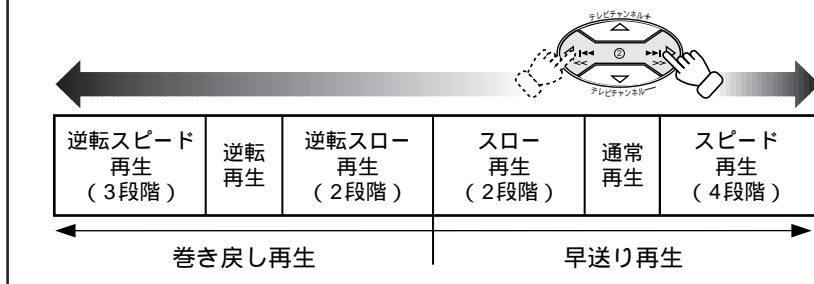 テレビチャンネル＋
②
<< >>
テレビチャンネルー
逆転スピード
再生
(3段階)
逆転
再生
逆転スロー
再生
(2段階)
スロー
再生
(2段階)
通常
再生
スピード
再生
(4段階)
巻き戻し再生
早送り再生